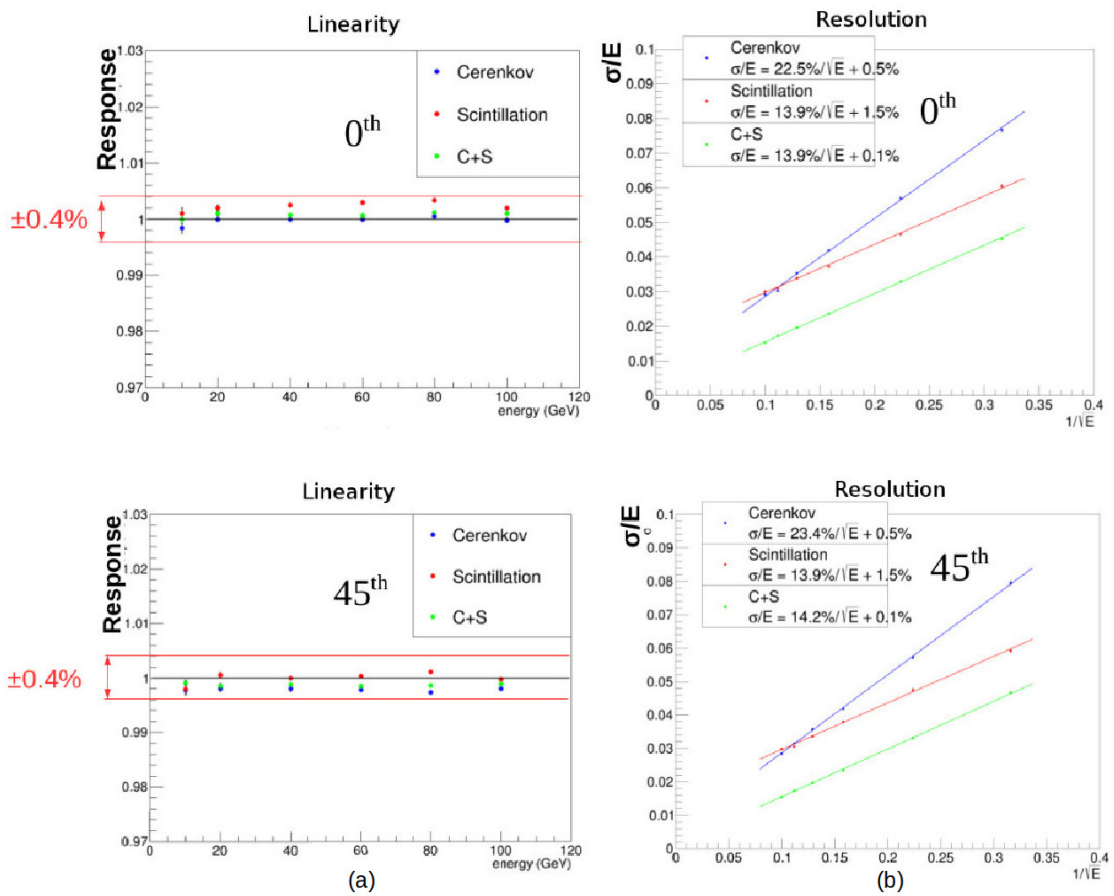 Linearity
Response
1.03
1.02
1.01
1
0.99
0.98
0.97
Cerenkov
Scintillation
C+S
0th
±0.4%
0 20 40 60 80 100 120
energy (GeV)
Resolution
σ/E
0.1
0.09
0.08
0.07
0.06
0.05
0.04
0.03
0.02
0.01
0
Cerenkov
σ/E = 22.5%/√E + 0.5%
Scintillation
σ/E = 13.9%/√E + 1.5%
C+S
σ/E = 13.9%/√E + 0.1%
0th
0 0.05 0.1 0.15 0.2 0.25 0.3 0.35 0.4
1/√E
Linearity
Response
1.03
1.02
1.01
1
0.99
0.98
0.97
Cerenkov
Scintillation
C+S
45th
±0.4%
0 20 40 60 80 100 120
energy (GeV)
(a)
Resolution
σ/E
0.1
0.09
0.08
0.07
0.06
0.05
0.04
0.03
0.02
0.01
0
Cerenkov
σ/E = 23.4%/√E + 0.5%
Scintillation
σ/E = 13.9%/√E + 1.5%
C+S
σ/E = 14.2%/√E + 0.1%
45th
0 0.05 0.1 0.15 0.2 0.25 0.3 0.35 0.4
1/√E
(b)